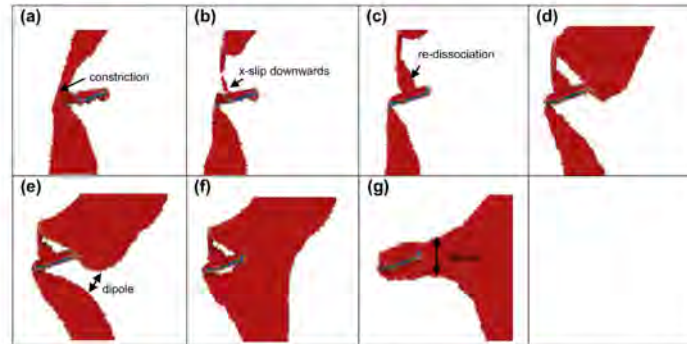 (a)
(b)
(c)
(d)
constriction
x-slip downwards
re-dissociation
(e)
(f)
(g)
dipole